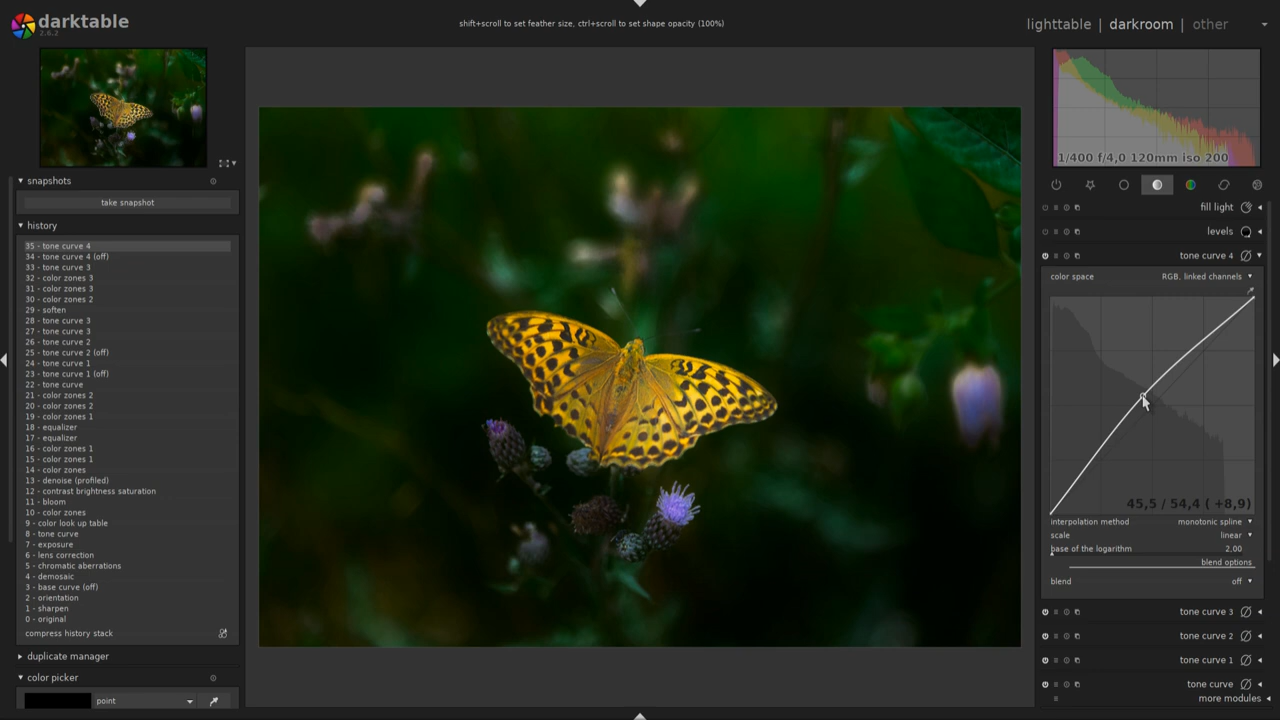 darktable
2.6.2
shift+scroll to set feather size, ctrl+scroll to set shape opacity (100%)
lighttable | darkroom | other
snapshots
take snapshot
history
35 - tone curve 4
34 - tone curve 4 (off)
33 - tone curve 3
32 - color zones 3
31 - color zones 3
30 - color zones 2
29 - soften
28 - tone curve 3
27 - tone curve 3
26 - tone curve 2
25 - tone curve 2 (off)
24 - tone curve 1
23 - tone curve 1 (off)
22 - tone curve
21 - color zones 2
20 - color zones 2
19 - color zones 1
18 - equalizer
17 - equalizer
16 - color zones 1
15 - color zones 1
14 - color zones
13 - denoise (profiled)
12 - contrast brightness saturation
11 - bloom
10 - color zones
9 - color look up table
8 - tone curve
7 - exposure
6 - lens correction
5 - chromatic aberrations
4 - demosaic
3 - base curve (off)
2 - orientation
1 - sharpen
0 - original
compress history stack
duplicate manager
color picker
point
1/400 f/4,0 120mm iso 200
fill light
levels
tone curve 4
color space RGB, linked channels
45,5 / 54,4 ( +8,9)
interpolation method monotonic spline
scale linear
base of the logarithm 2.00
blend options
blend off
tone curve 3
tone curve 2
tone curve 1
tone curve
more modules